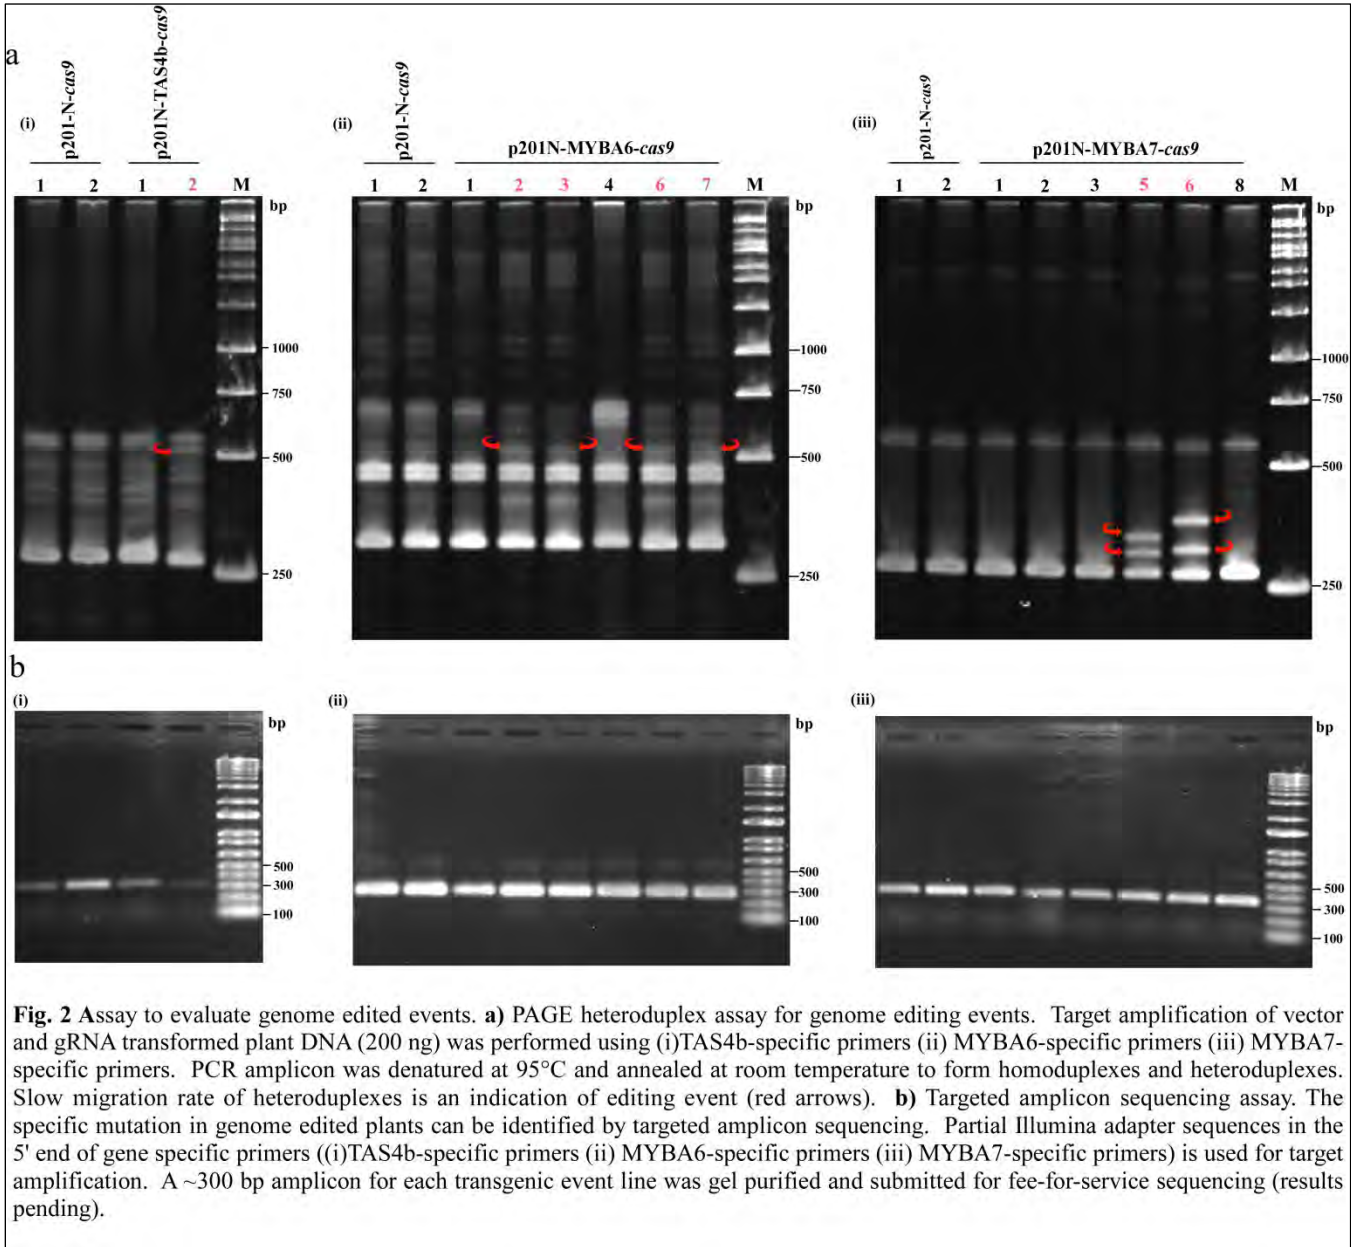 a
(i)
p201-N-cas9
p201N-TAS4b-cas9
1 2 1 2 M
bp
1000
750
500
250
(ii)
p201-N-cas9
p201N-MYBA6-cas9
1 2 1 2 3 4 6 7 M
bp
1000
750
500
250
(iii)
p201-N-cas9
p201N-MYBA7-cas9
1 2 1 2 3 5 6 8 M
bp
1000
750
500
250
b
(i)
bp
500
300
100
(ii)
bp
500
300
100
(iii)
bp
500
300
100
Fig. 2 Assay to evaluate genome edited events. a) PAGE heteroduplex assay for genome editing events. Target amplification of vector
and gRNA transformed plant DNA (200 ng) was performed using (i)TAS4b-specific primers (ii) MYBA6-specific primers (iii) MYBA7-
specific primers. PCR amplicon was denatured at 95°C and annealed at room temperature to form homoduplexes and heteroduplexes.
Slow migration rate of heteroduplexes is an indication of editing event (red arrows). b) Targeted amplicon sequencing assay. The
specific mutation in genome edited plants can be identified by targeted amplicon sequencing. Partial Illumina adapter sequences in the
5' end of gene specific primers ((i)TAS4b-specific primers (ii) MYBA6-specific primers (iii) MYBA7-specific primers) is used for target
amplification. A ~300 bp amplicon for each transgenic event line was gel purified and submitted for fee-for-service sequencing (results
pending).